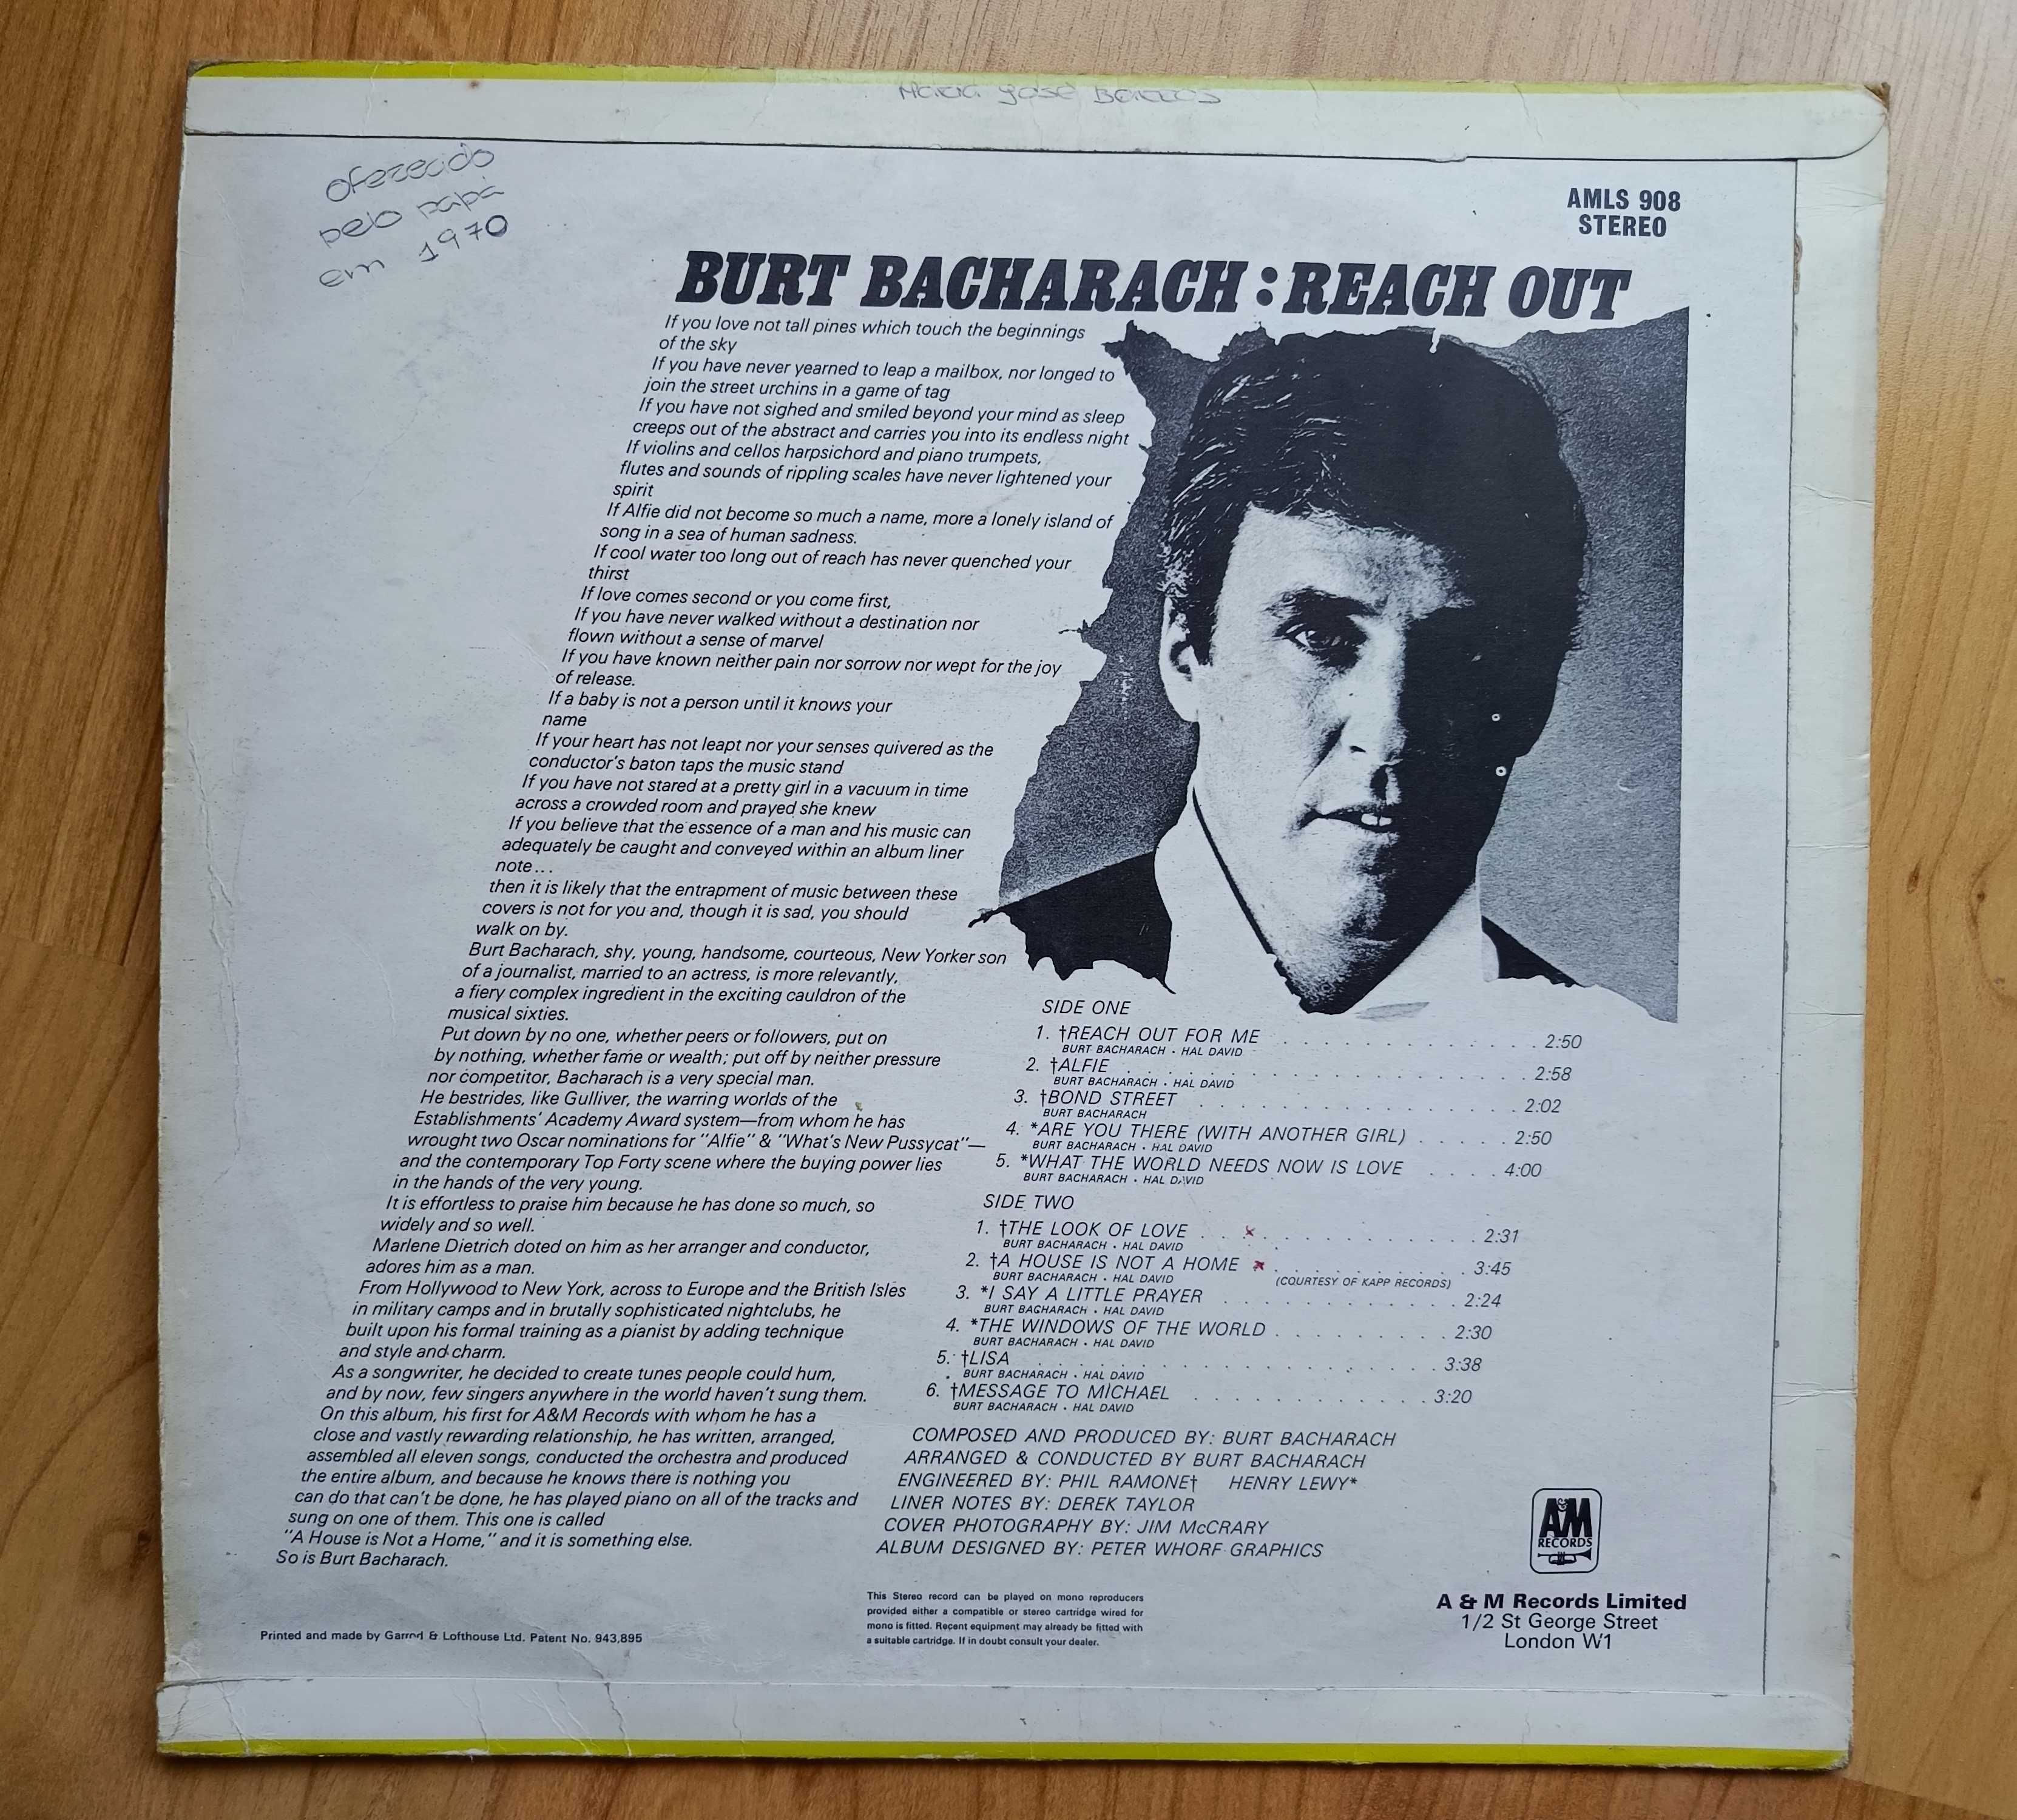 Maria José Barros
oferecido
pelo papá
em 1970
AMLS 908
STEREO
BURT BACHARACH : REACH OUT
If you love not tall pines which touch the beginnings
of the sky
If you have never yearned to leap a mailbox, nor longed to
join the street urchins in a game of tag
If you have not sighed and smiled beyond your mind as sleep
creeps out of the abstract and carries you into its endless night
If violins and cellos harpsichord and piano trumpets,
flutes and sounds of rippling scales have never lightened your
spirit
If Alfie did not become so much a name, more a lonely island of
song in a sea of human sadness.
If cool water too long out of reach has never quenched your
thirst
If love comes second or you come first,
If you have never walked without a destination nor
flown without a sense of marvel
If you have known neither pain nor sorrow nor wept for the joy
of release.
If a baby is not a person until it knows your
name
If your heart has not leapt nor your senses quivered as the
conductor's baton taps the music stand
If you have not stared at a pretty girl in a vacuum in time
across a crowded room and prayed she knew
If you believe that the essence of a man and his music can
adequately be caught and conveyed within an album liner
note...
then it is likely that the entrapment of music between these
covers is not for you and, though it is sad, you should
walk on by.
Burt Bacharach, shy, young, handsome, courteous, New Yorker son
of a journalist, married to an actress, is more relevantly,
a fiery complex ingredient in the exciting cauldron of the
musical sixties.
Put down by no one, whether peers or followers, put on
by nothing, whether fame or wealth; put off by neither pressure
nor competitor, Bacharach is a very special man.
He bestrides, like Gulliver, the warring worlds of the
Establishments' Academy Award system—from whom he has
wrought two Oscar nominations for "Alfie" & "What's New Pussycat"—
and the contemporary Top Forty scene where the buying power lies
in the hands of the very young.
It is effortless to praise him because he has done so much, so
widely and so well.
Marlene Dietrich doted on him as her arranger and conductor,
adores him as a man.
From Hollywood to New York, across to Europe and the British Isles
in military camps and in brutally sophisticated nightclubs, he
built upon his formal training as a pianist by adding technique
and style and charm.
As a songwriter, he decided to create tunes people could hum,
and by now, few singers anywhere in the world haven't sung them.
On this album, his first for A&M Records with whom he has a
close and vastly rewarding relationship, he has written, arranged,
assembled all eleven songs, conducted the orchestra and produced
the entire album, and because he knows there is nothing you
can do that can't be done, he has played piano on all of the tracks and
sung on one of them. This one is called
"A House is Not a Home," and it is something else.
So is Burt Bacharach.
SIDE ONE
1. †REACH OUT FOR ME 2:50
BURT BACHARACH • HAL DAVID
2. †ALFIE 2:58
BURT BACHARACH • HAL DAVID
3. †BOND STREET 2:02
BURT BACHARACH
4. *ARE YOU THERE (WITH ANOTHER GIRL) 2:50
BURT BACHARACH • HAL DAVID
5. *WHAT THE WORLD NEEDS NOW IS LOVE 4:00
BURT BACHARACH • HAL DAVID
SIDE TWO
1. †THE LOOK OF LOVE x 2:31
BURT BACHARACH • HAL DAVID
2. †A HOUSE IS NOT A HOME x 3:45
BURT BACHARACH • HAL DAVID (COURTESY OF KAPP RECORDS)
3. *I SAY A LITTLE PRAYER 2:24
BURT BACHARACH • HAL DAVID
4. *THE WINDOWS OF THE WORLD 2:30
BURT BACHARACH • HAL DAVID
5. †LISA 3:38
BURT BACHARACH • HAL DAVID
6. †MESSAGE TO MICHAEL 3:20
BURT BACHARACH • HAL DAVID
COMPOSED AND PRODUCED BY: BURT BACHARACH
ARRANGED & CONDUCTED BY BURT BACHARACH
ENGINEERED BY: PHIL RAMONE† HENRY LEWY*
LINER NOTES BY: DEREK TAYLOR
COVER PHOTOGRAPHY BY: JIM McCRARY
ALBUM DESIGNED BY: PETER WHORF GRAPHICS
A&M
RECORDS
A & M Records Limited
1/2 St George Street
London W1
This Stereo record can be played on mono reproducers
provided either a compatible or stereo cartridge wired for
mono is fitted. Recent equipment may already be fitted with
a suitable cartridge. If in doubt consult your dealer.
Printed and made by Garrod & Lofthouse Ltd. Patent No. 943,895